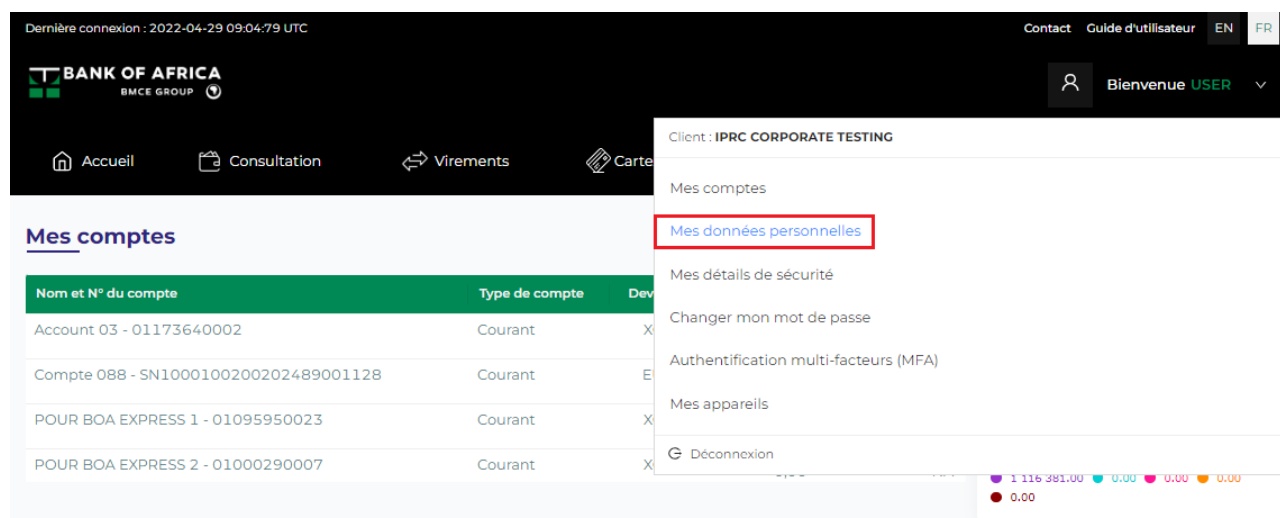 Dernière connexion : 2022-04-29 09:04:79 UTC
Contact Guide d'utilisateur EN FR
BANK OF AFRICA
BMCE GROUP
Bienvenue USER
Client : IPRC CORPORATE TESTING
Accueil Consultation Virements Carte
Mes comptes
Mes données personnelles
Mes comptes
Mes détails de sécurité
Nom et N° du compte Type de compte Dev
Changer mon mot de passe
Account 03 - 01173640002 Courant X
Authentification multi-facteurs (MFA)
Compte 088 - SN1000100200202489001128 Courant E
Mes appareils
POUR BOA EXPRESS 1 - 01095950023 Courant X
Déconnexion
POUR BOA EXPRESS 2 - 01000290007 Courant X
1 116 381.00 0.00 0.00 0.00
0.00